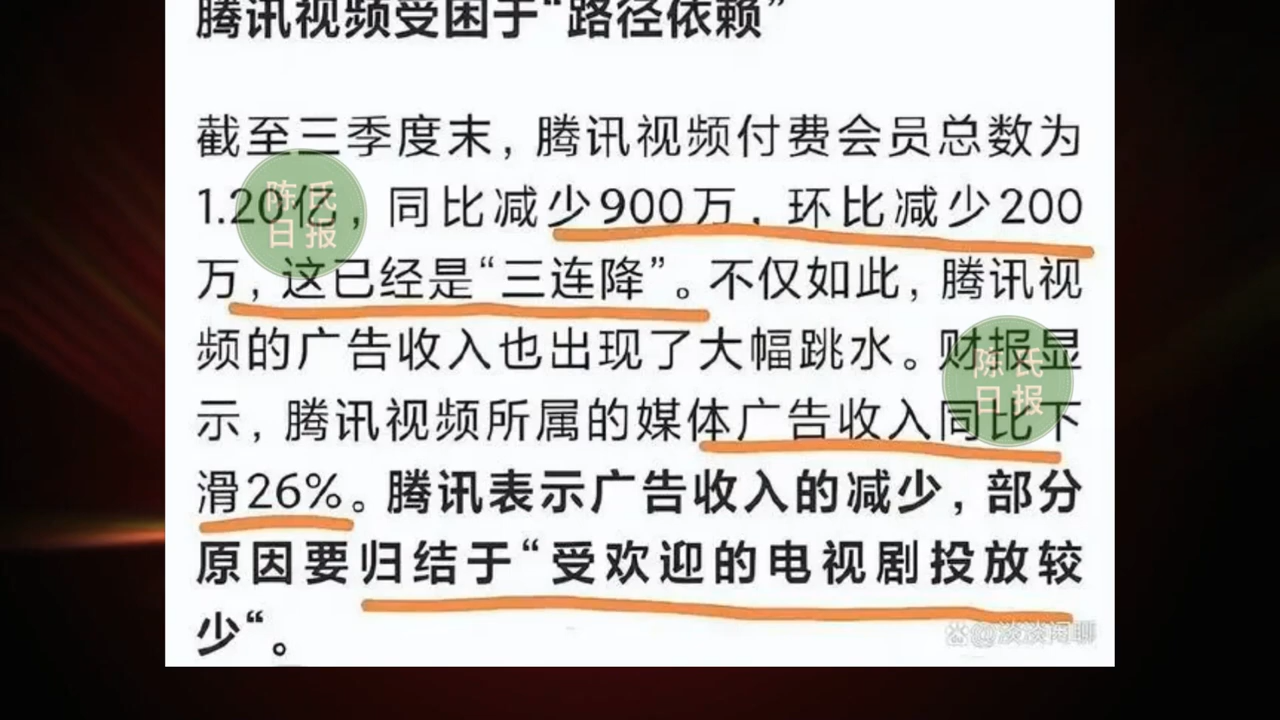 腾讯视频受困于“路径依赖”
截至三季度末，腾讯视频付费会员总数为
1.20亿，同比减少900万，环比减少200
万，这已经是“三连降”。不仅如此，腾讯视
频的广告收入也出现了大幅跳水。财报显
示，腾讯视频所属的媒体广告收入同比下
滑26%。腾讯表示广告收入的减少，部分
原因要归结于“受欢迎的电视剧投放较
少“。
陈氏
日报
陈氏
日报
@淡淡闲聊